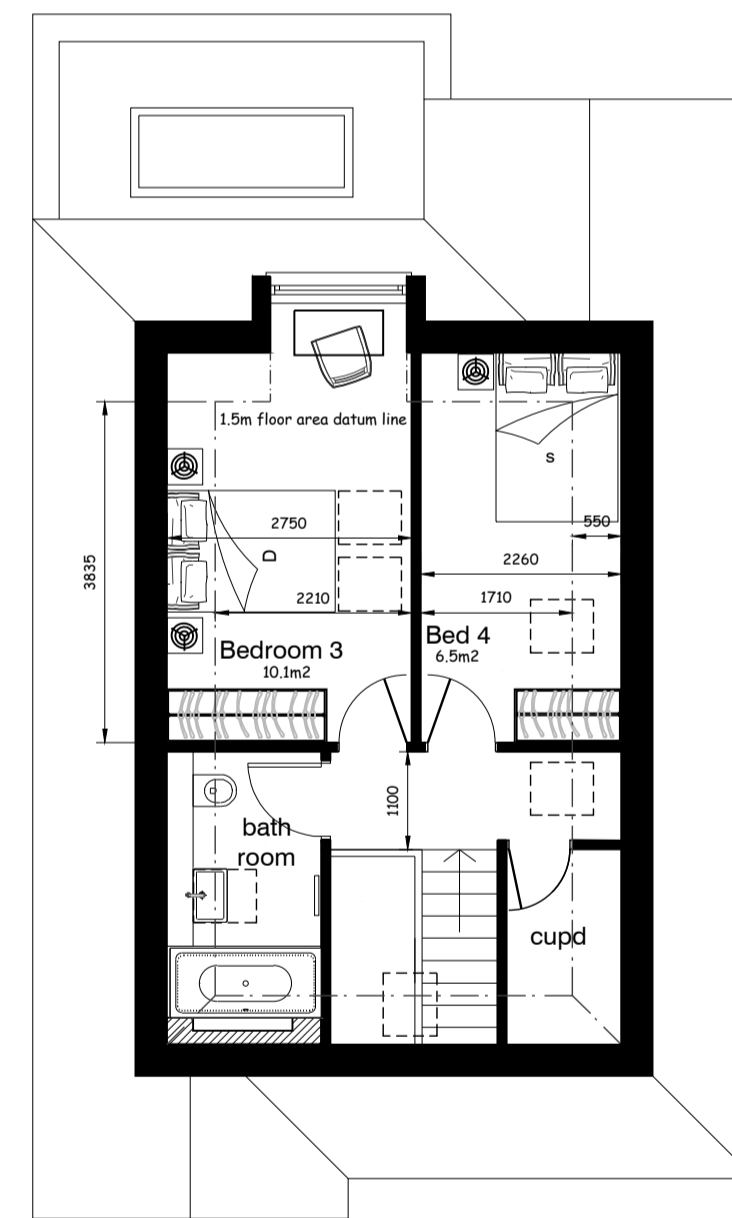 1.5m floor area datum line
s
550
2750
D
2260
3835
2210
1710
Bedroom 3
10.1m2
Bed 4
6.5m2
1100
bath
room
cupd